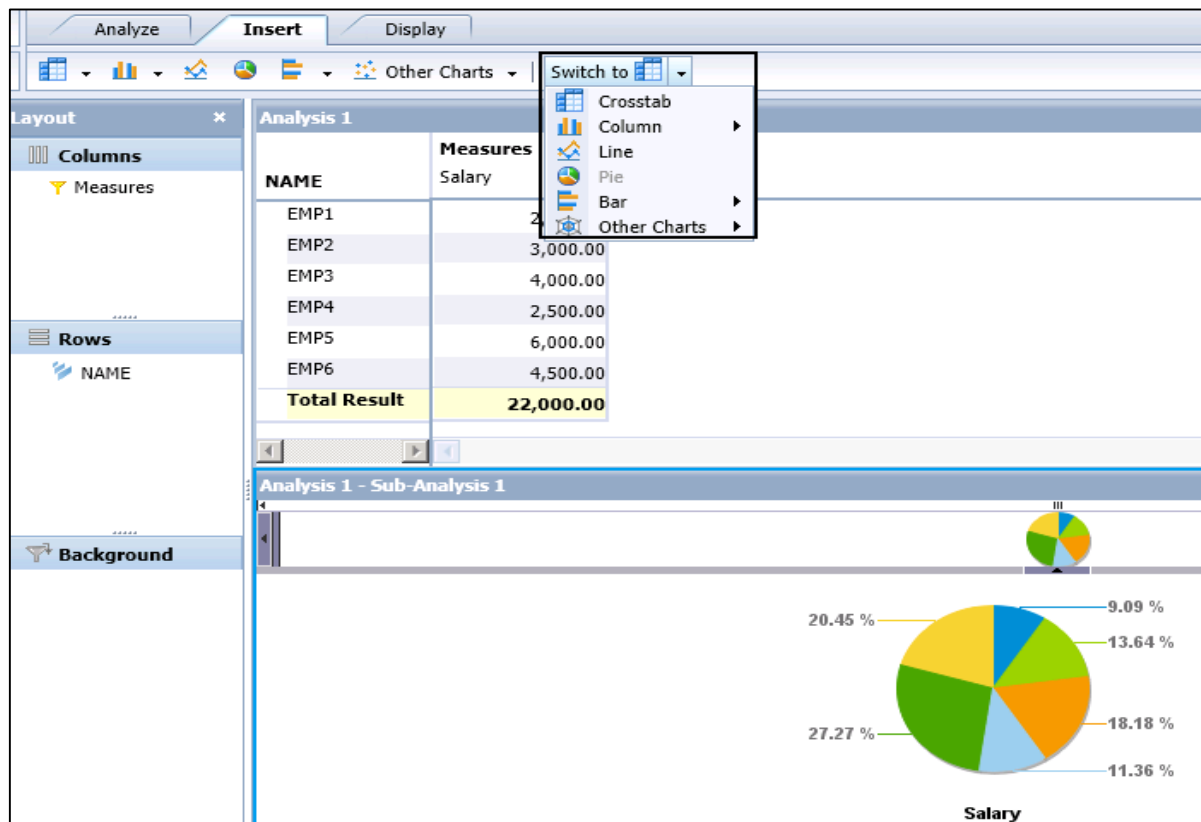 Analyze Insert Display
Other Charts Switch to
Crosstab
Column
Line
Pie
Bar
Other Charts
Layout ×
Columns
Measures
Rows
NAME
Background
Analysis 1
Measures
NAME Salary
EMP1 2
EMP2 3,000.00
EMP3 4,000.00
EMP4 2,500.00
EMP5 6,000.00
EMP6 4,500.00
Total Result 22,000.00
Analysis 1 - Sub-Analysis 1
9.09 %
20.45 %
13.64 %
18.18 %
27.27 %
11.36 %
Salary